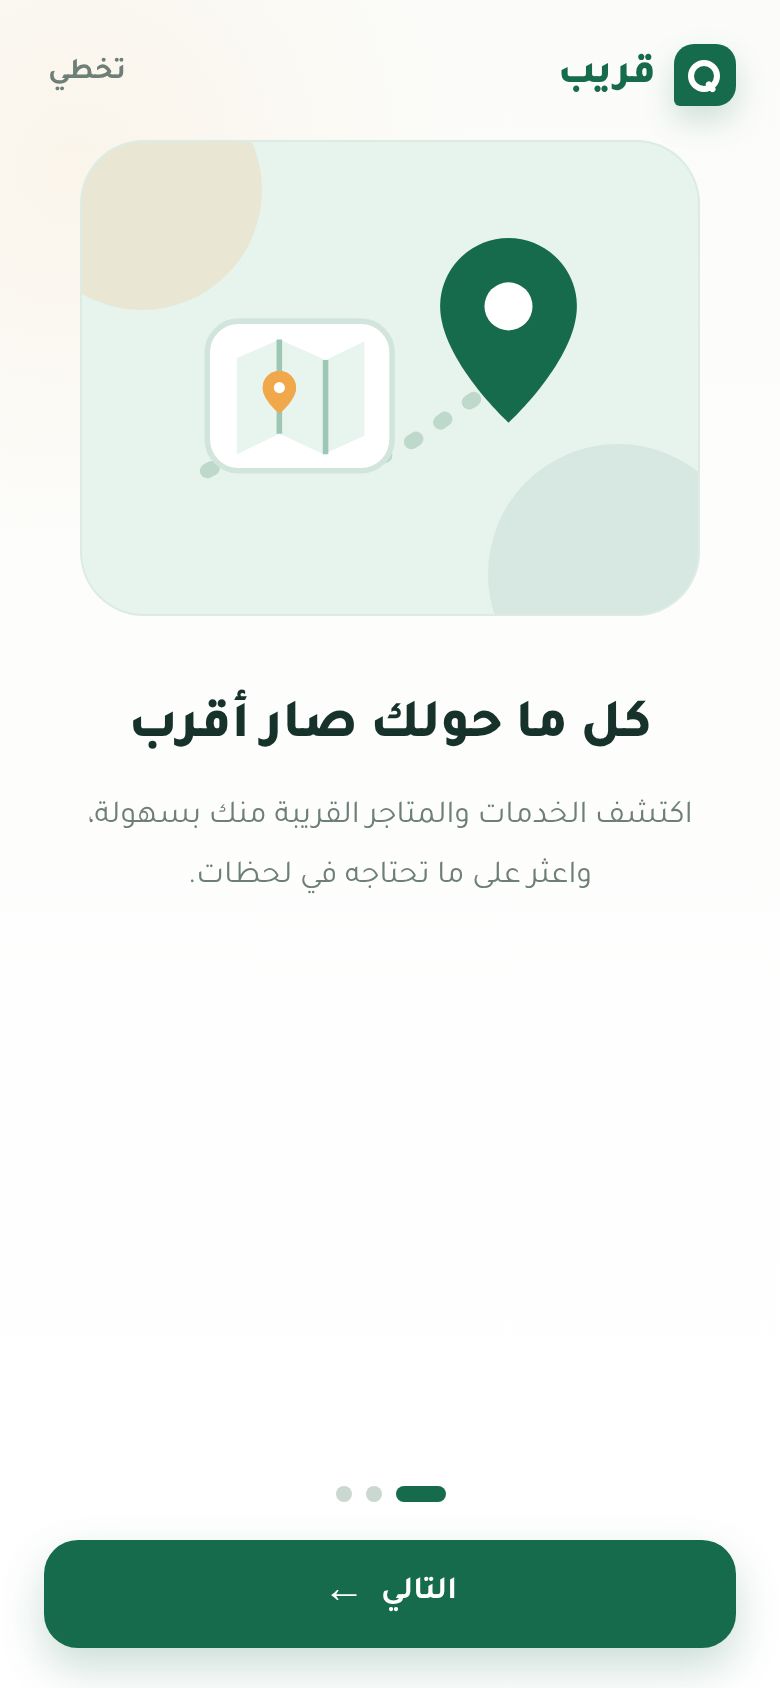 Q
قريب
تخطي
كل ما حولك صار أقرب
اكتشف الخدمات والمتاجر القريبة منك بسهولة،
واعثر على ما تحتاجه في لحظات.
التالي ←